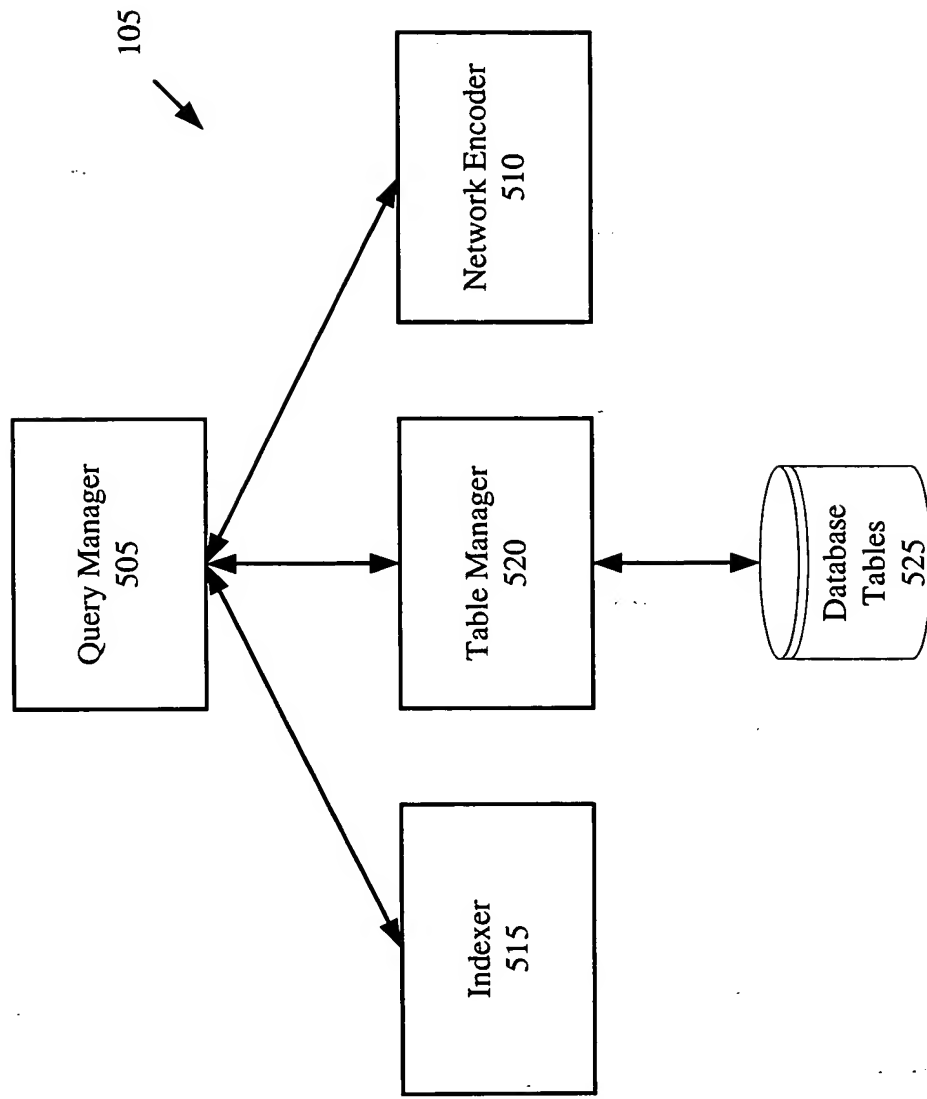 105
Query Manager
505
Indexer
515
Table Manager
520
Network Encoder
510
Database
Tables
525